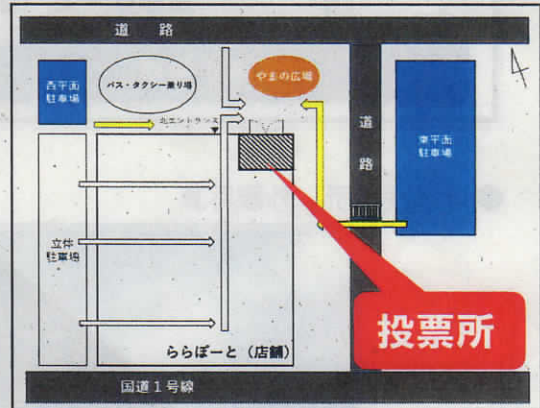 道 路
西平面
駐車場
バス・タクシー乗り場
やまの広場
4
北エントランス
道
路
東平面
駐車場
立体
駐車場
投票所
ららぽーと（店舗）
国道１号線